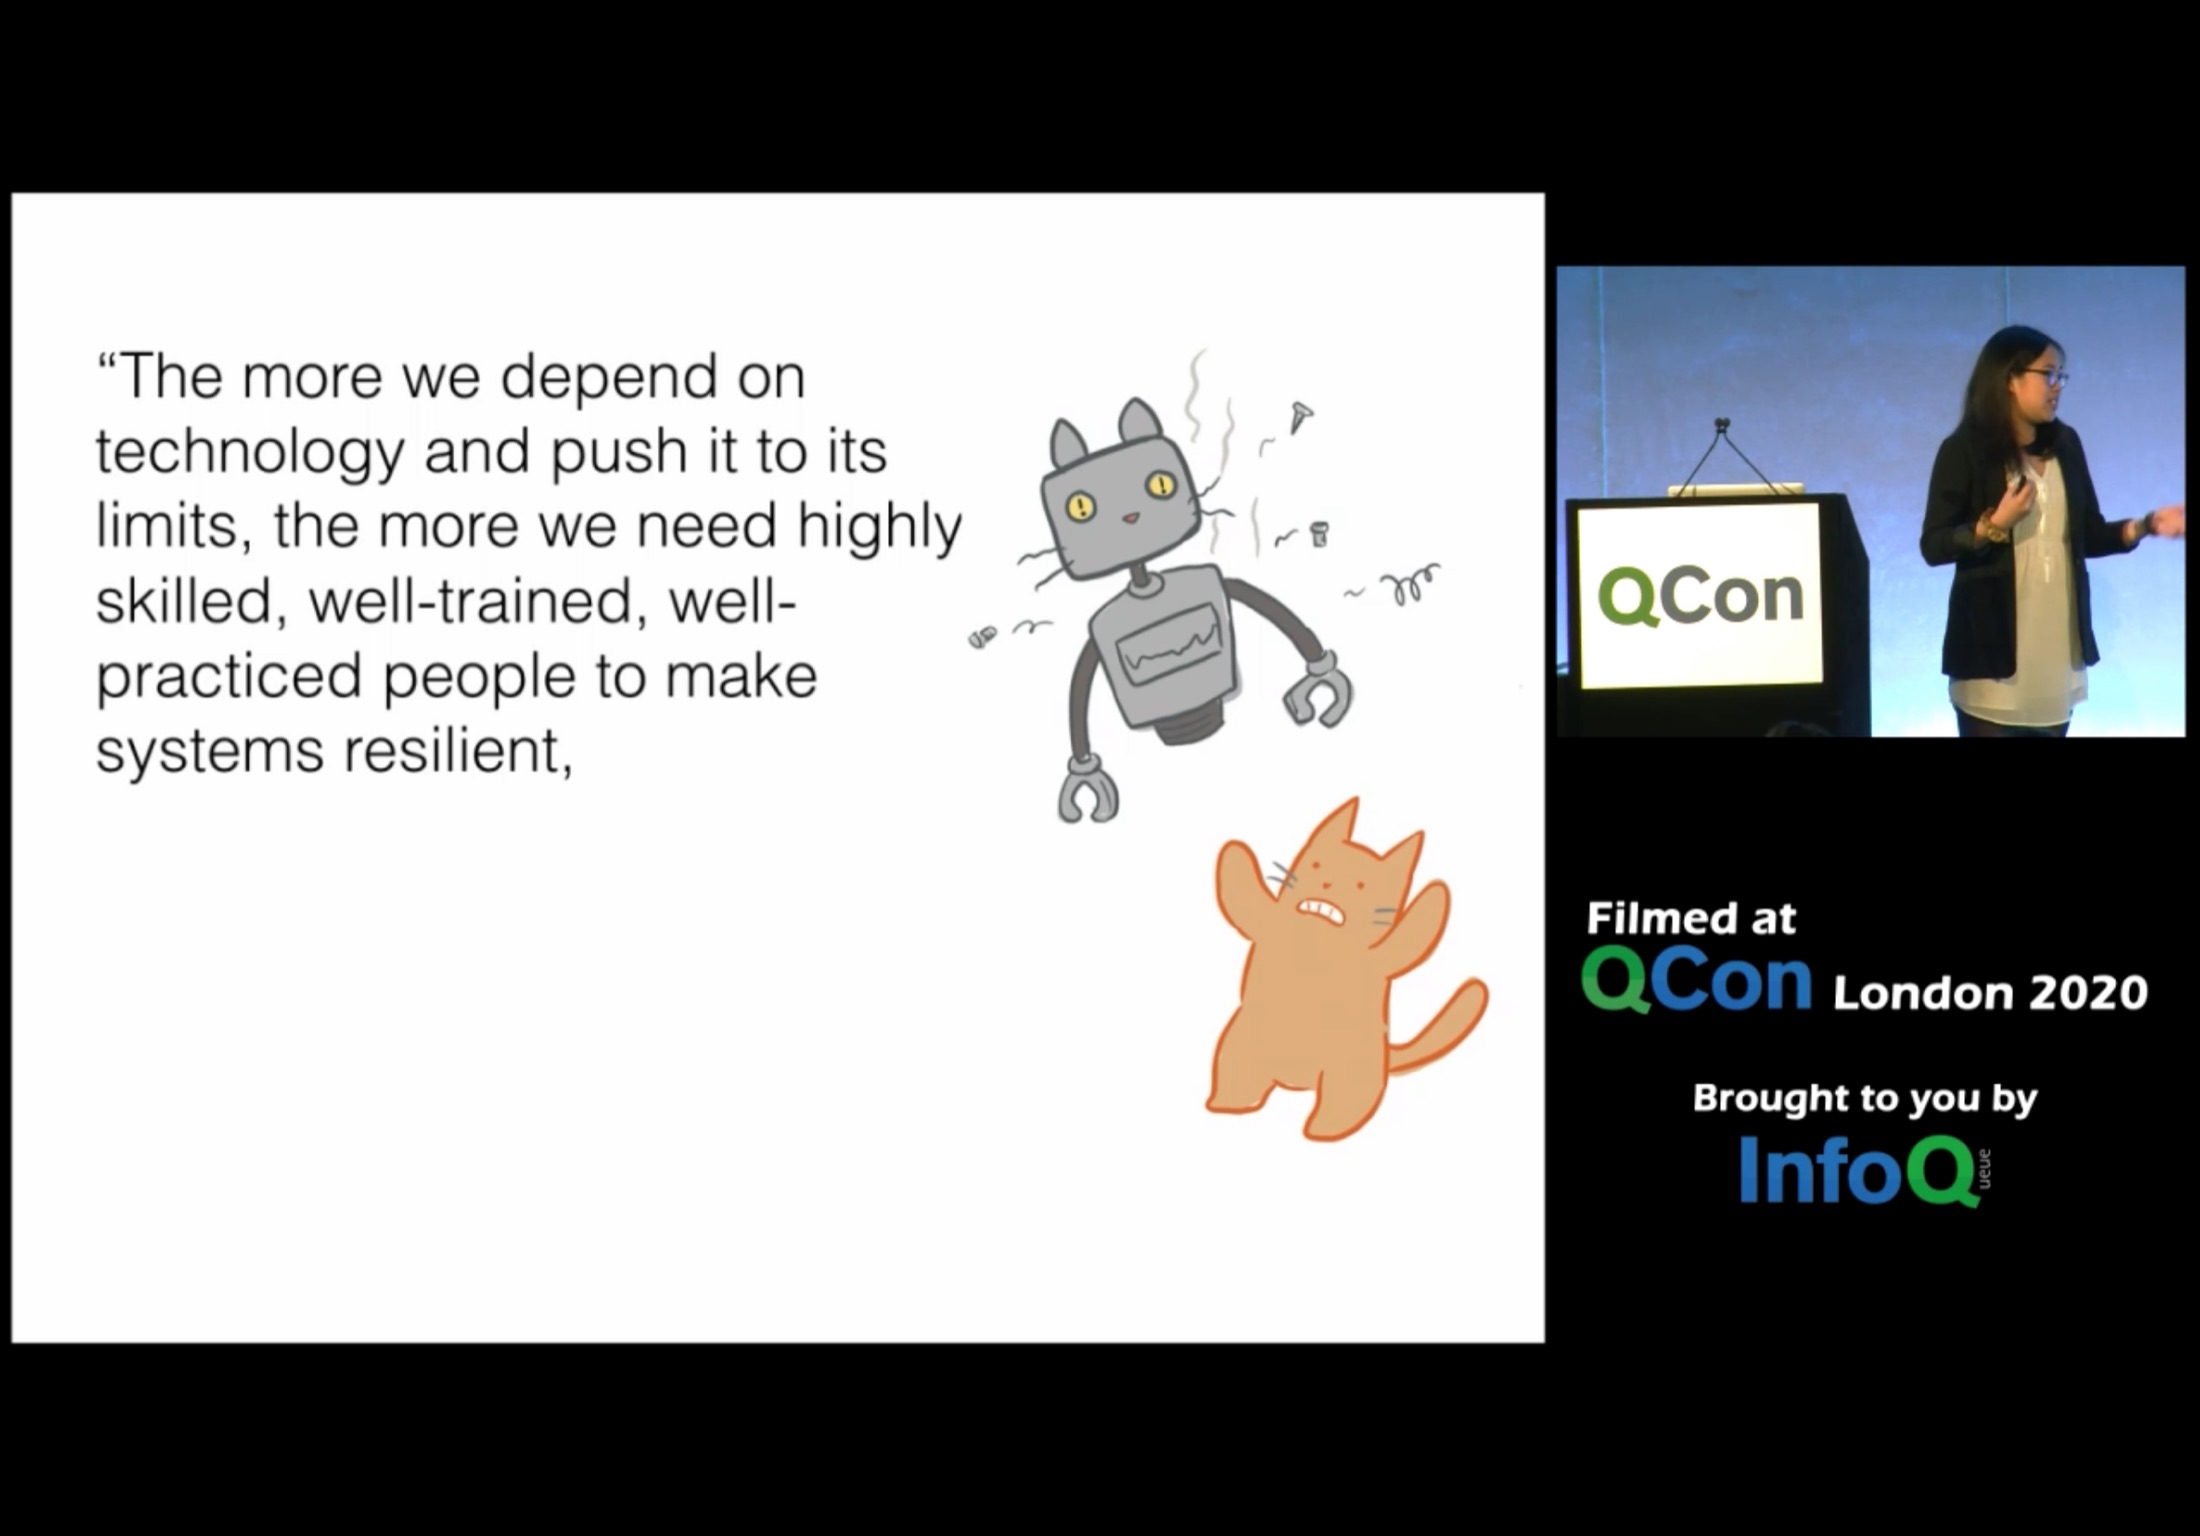 “The more we depend on
technology and push it to its
limits, the more we need highly
skilled, well-trained, well-
practiced people to make
systems resilient,
QCon
Filmed at
QCon London 2020
Brought to you by
InfoQ
ueue